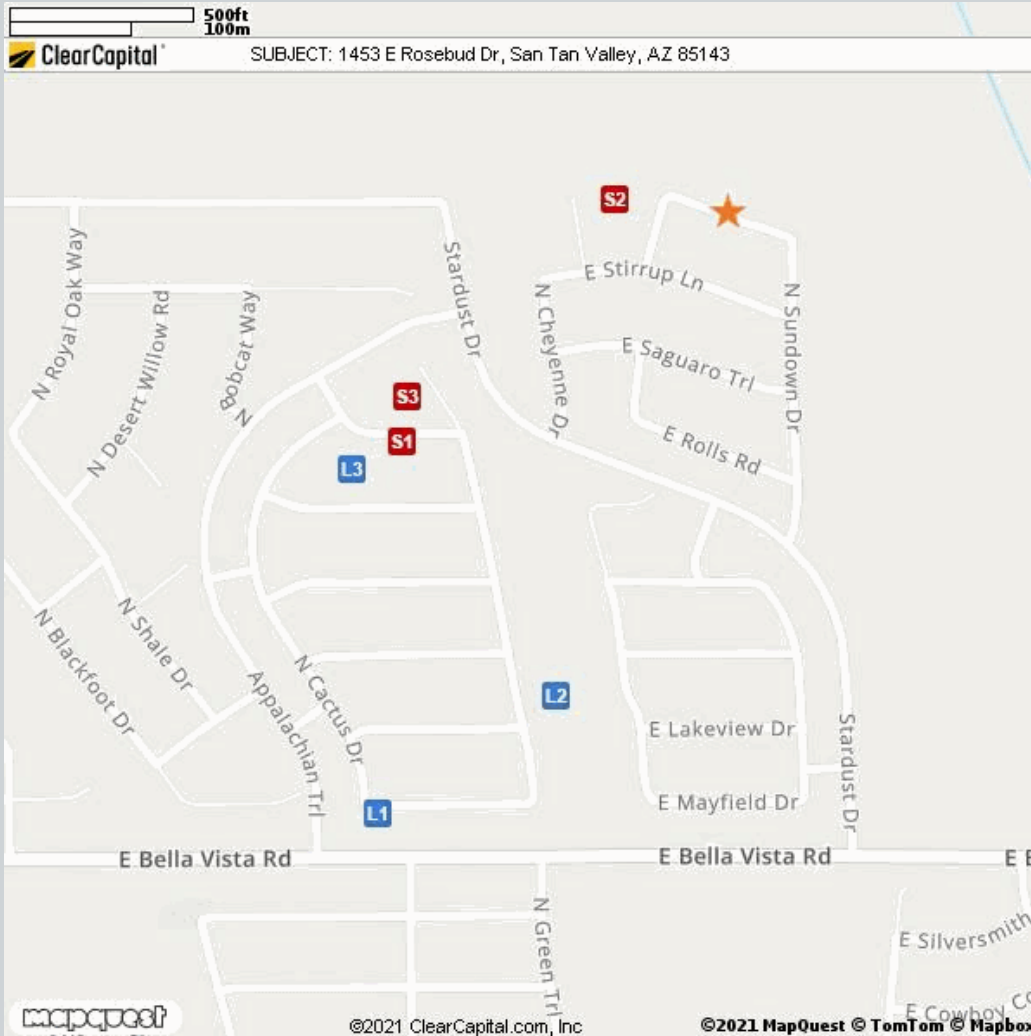 500ft
100m
ClearCapital
SUBJECT: 1453 E Rosebud Dr, San Tan Valley, AZ 85143
S2
N Royal Oak Way
Stardust Dr
E Stirrup Ln
N Desert Willow Rd
N Bobcat Way
N Cheyenne Dr
N Sundown Dr
E Saguaro Trl
S3
S1
E Rolls Rd
L3
N Blackfoot Dr
N Shale Dr
N Cactus Dr
Appalachian Trl
L2
E Lakeview Dr
Stardust Dr
E Mayfield Dr
L1
E Bella Vista Rd
E Bella Vista Rd
N Green Trl
E Silversmith
E Cowboy Co
mapquest
©2021 ClearCapital.com, Inc
©2021 MapQuest © TomTom © Mapbox